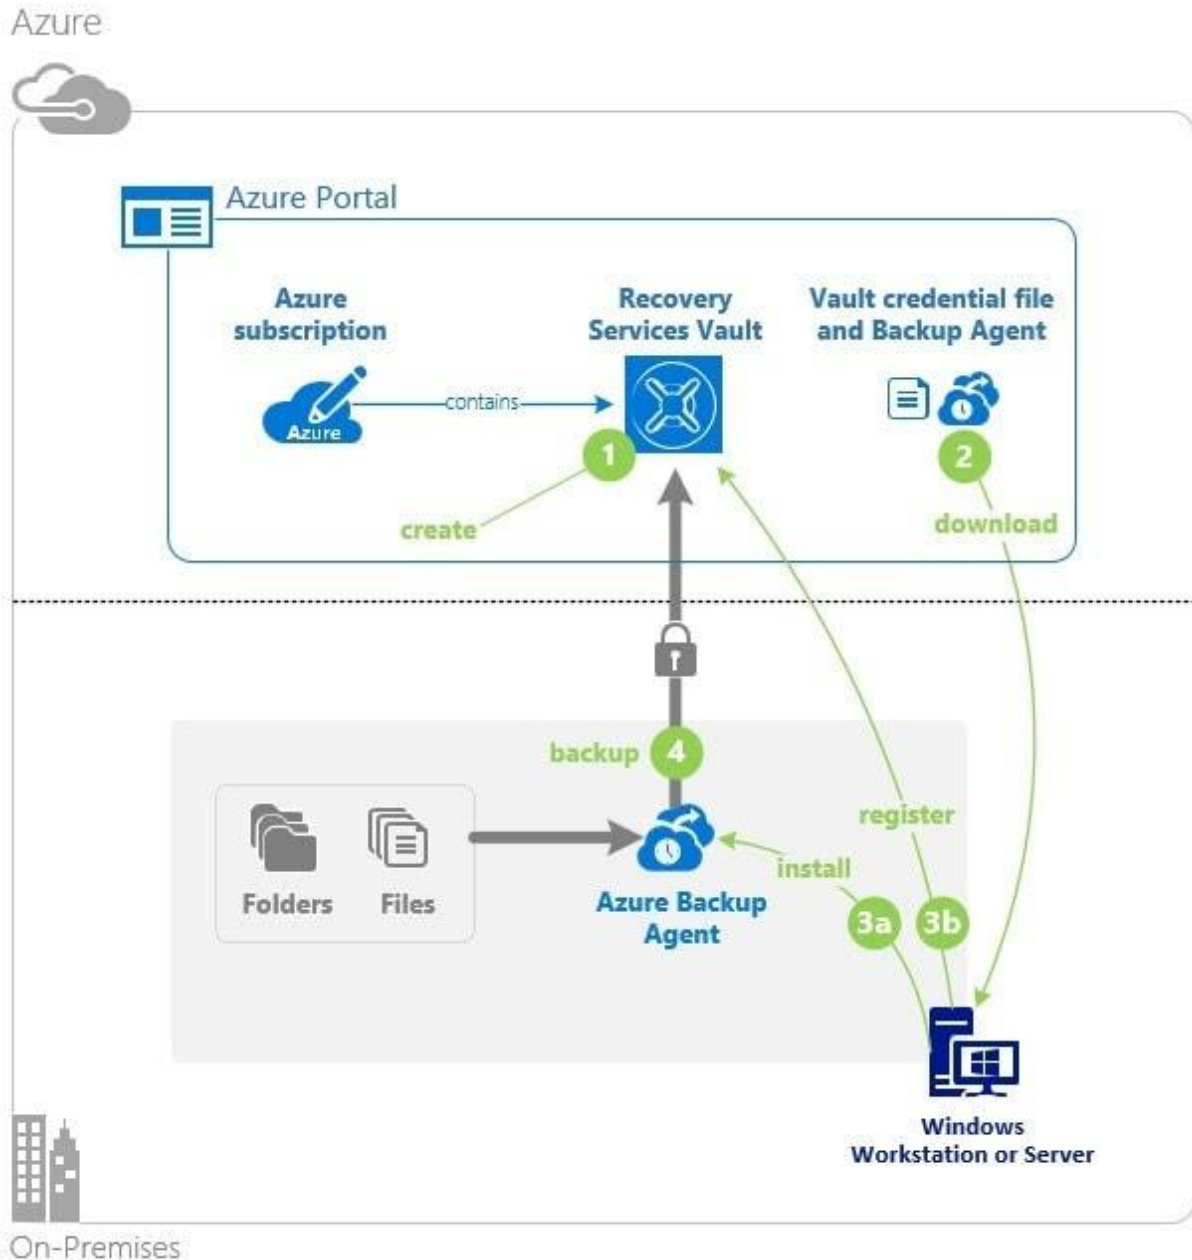 Azure
Azure Portal
Azure
subscription
Recovery
Services Vault
Vault credential file
and Backup Agent
contains
Azure
1
2
create
download
backup
4
register
install
Folders
Files
Azure Backup
Agent
3a
3b
Windows
Workstation or Server
On-Premises